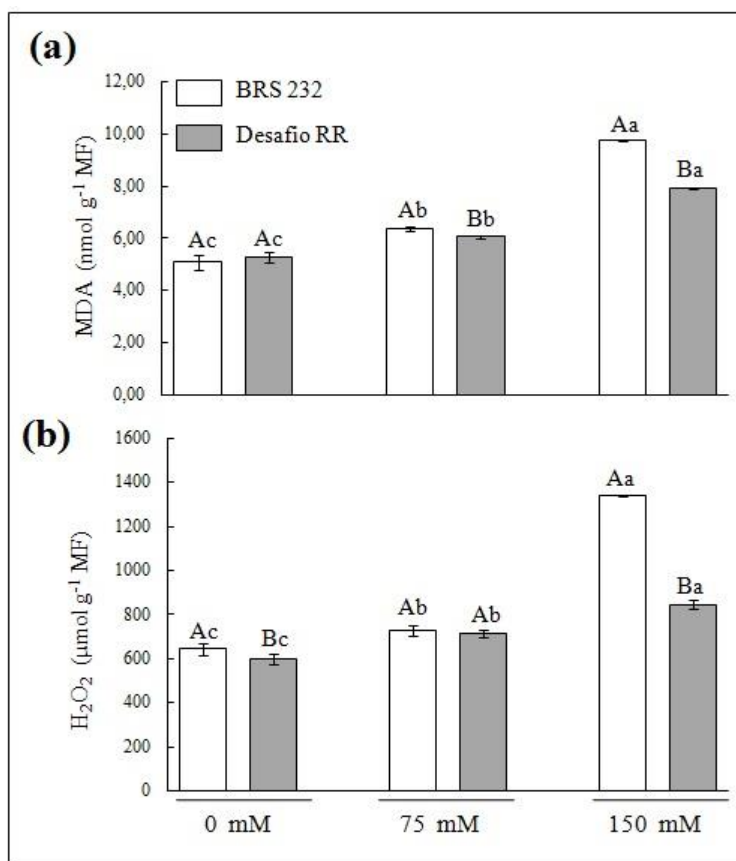 (a)
BRS 232
Desafio RR
12,00
10,00
8,00
6,00
4,00
2,00
0,00
MDA (nmol g⁻¹ MF)
Ac
Ac
Ab
Bb
Aa
Ba
(b)
1600
1400
1200
1000
800
600
400
200
0
H₂O₂ (µmol g⁻¹ MF)
Ac
Bc
Ab
Ab
Aa
Ba
0 mM
75 mM
150 mM